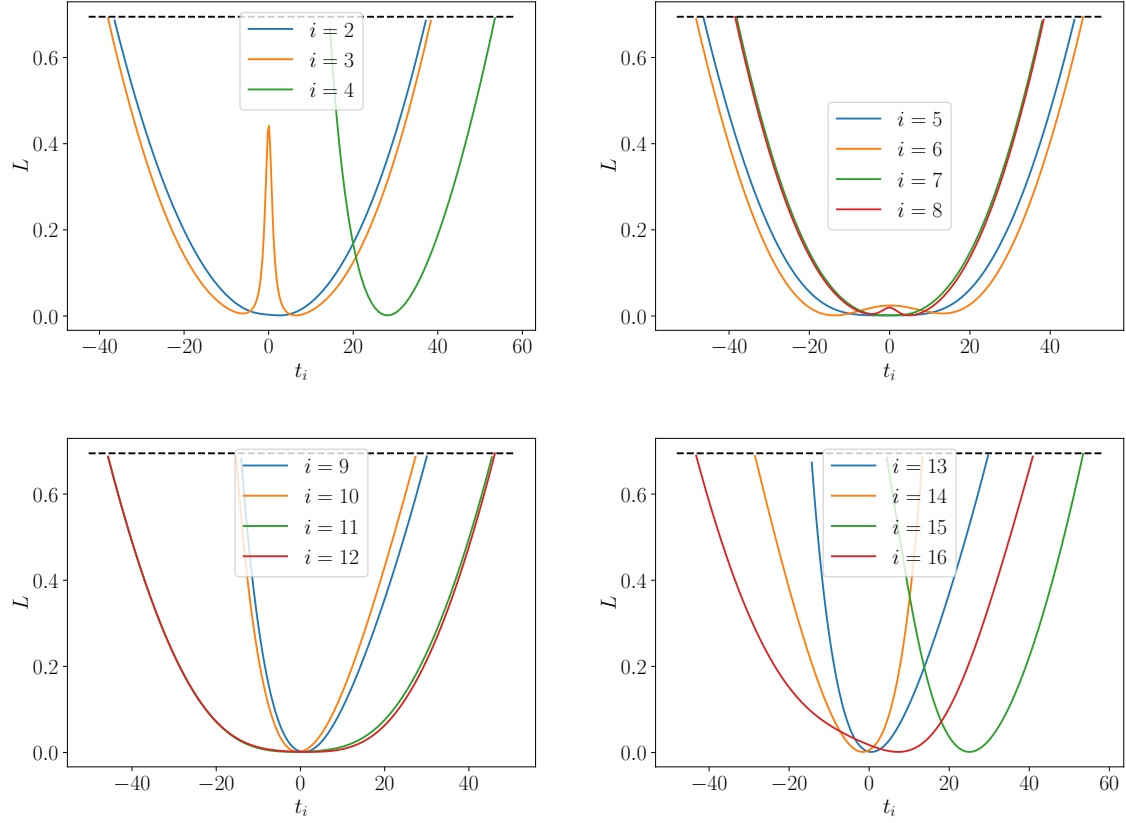 0.6
0.4
0.2
0.0
L
−40
−20
0
20
40
60
t_i
i = 2
i = 3
i = 4
0.6
0.4
0.2
0.0
L
−40
−20
0
20
40
t_i
i = 5
i = 6
i = 7
i = 8
0.6
0.4
0.2
0.0
L
−40
−20
0
20
40
t_i
i = 9
i = 10
i = 11
i = 12
0.6
0.4
0.2
0.0
L
−40
−20
0
20
40
60
t_i
i = 13
i = 14
i = 15
i = 16